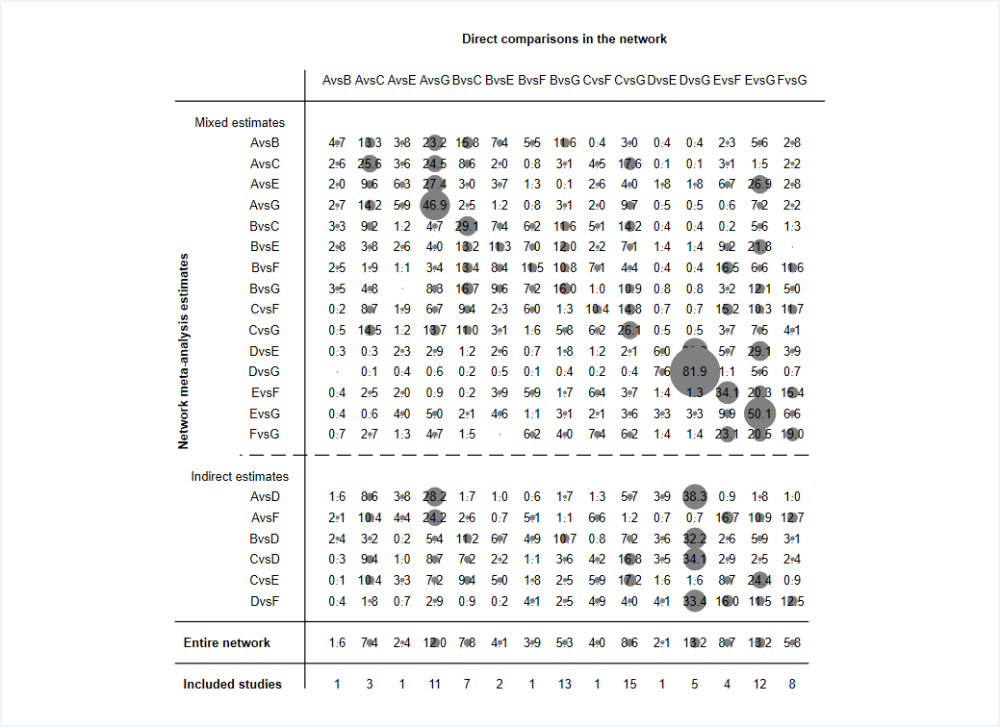 Direct comparisons in the network
AvsB AvsC AvsE AvsG BvsC BvsE BvsF BvsG CvsF CvsG DvsE DvsG EvsF EvsG FvsG
Network meta-analysis estimates
Mixed estimates
AvsB 4.7 13.3 3.8 23.2 15.8 7.4 5.5 11.6 0.4 3.0 0.4 0.4 2.3 5.6 2.8
AvsC 2.6 25.6 3.6 24.5 8.6 2.0 0.8 3.1 4.5 17.6 0.1 0.1 3.1 1.5 2.2
AvsE 2.0 9.6 6.3 27.4 3.0 3.7 1.3 0.1 2.6 4.0 1.8 1.8 6.7 26.9 2.8
AvsG 2.7 14.2 5.9 46.9 2.5 1.2 0.8 3.1 2.0 9.7 0.5 0.5 0.6 7.2 2.2
BvsC 3.3 9.2 1.2 4.7 29.1 7.4 6.2 11.6 5.1 14.2 0.4 0.4 0.2 5.6 1.3
BvsE 2.8 3.8 2.6 4.0 13.2 11.3 7.0 12.0 2.2 7.1 1.4 1.4 9.2 21.8 .
BvsF 2.5 1.9 1.1 3.4 13.4 8.4 11.5 10.8 7.1 4.4 0.4 0.4 16.5 6.6 11.6
BvsG 3.5 4.8 . 8.3 16.7 9.6 7.2 16.0 1.0 10.9 0.8 0.8 3.2 12.1 5.0
CvsF 0.2 8.7 1.9 6.7 9.4 2.3 6.0 1.3 10.4 14.8 0.7 0.7 15.2 10.3 11.7
CvsG 0.5 14.5 1.2 13.7 11.0 3.1 1.6 5.8 6.2 26.1 0.5 0.5 3.7 7.5 4.1
DvsE 0.3 0.3 2.3 2.9 1.2 2.6 0.7 1.8 1.2 2.1 6.0 5.7 29.1 3.9
DvsG . 0.1 0.4 0.6 0.2 0.5 0.1 0.4 0.2 0.4 7.6 81.9 1.1 5.6 0.7
EvsF 0.4 2.5 2.0 0.9 0.2 3.9 5.9 1.7 6.4 3.7 1.4 1.3 34.1 20.3 15.4
EvsG 0.4 0.6 4.0 5.0 2.1 4.6 1.1 3.1 2.1 3.6 3.3 3.3 9.9 50.1 6.6
FvsG 0.7 2.7 1.3 4.7 1.5 . 6.2 4.0 7.4 6.2 1.4 1.4 23.1 20.5 19.0
Indirect estimates
AvsD 1.6 8.6 3.8 28.2 1.7 1.0 0.6 1.7 1.3 5.7 3.9 38.3 0.9 1.8 1.0
AvsF 2.1 10.4 4.4 24.2 2.6 0.7 5.1 1.1 6.6 1.2 0.7 0.7 16.7 10.9 12.7
BvsD 2.4 3.2 0.2 5.4 11.2 6.7 4.9 10.7 0.8 7.2 3.6 32.2 2.6 5.9 3.1
CvsD 0.3 9.4 1.0 8.7 7.2 2.2 1.1 3.6 4.2 16.8 3.5 34.1 2.9 2.5 2.4
CvsE 0.1 10.4 3.3 7.2 9.4 5.0 1.8 2.5 5.9 17.2 1.6 1.6 8.7 24.4 0.9
DvsF 0.4 1.8 0.7 2.9 0.9 0.2 4.1 2.5 4.9 4.0 4.1 33.4 16.0 11.5 12.5
Entire network 1.6 7.4 2.4 12.0 7.8 4.1 3.9 5.3 4.0 8.6 2.1 13.2 8.7 13.2 5.8
Included studies 1 3 1 11 7 2 1 13 1 15 1 5 4 12 8